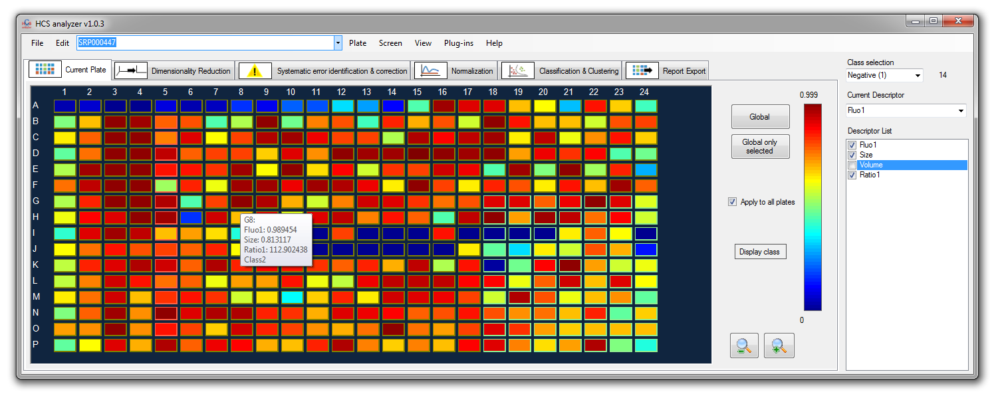 HCS analyzer v1.0.3
File Edit SRP000447 Plate Screen View Plug-ins Help
Current Plate Dimensionality Reduction Systematic error identification & correction Normalization Classification & Clustering Report Export
1 2 3 4 5 6 7 8 9 10 11 12 13 14 15 16 17 18 19 20 21 22 23 24
A
B
C
D
E
F
G
H
I
J
K
L
M
N
O
P
G8:
Fluo1: 0.989454
Size: 0.813117
Ratio1: 112.902438
Class2
Global
Global only
selected
Apply to all plates
Display class
0.999
0
Class selection
Negative (1) 14
Current Descriptor
Fluo1
Descriptor List
Fluo1
Size
Volume
Ratio1